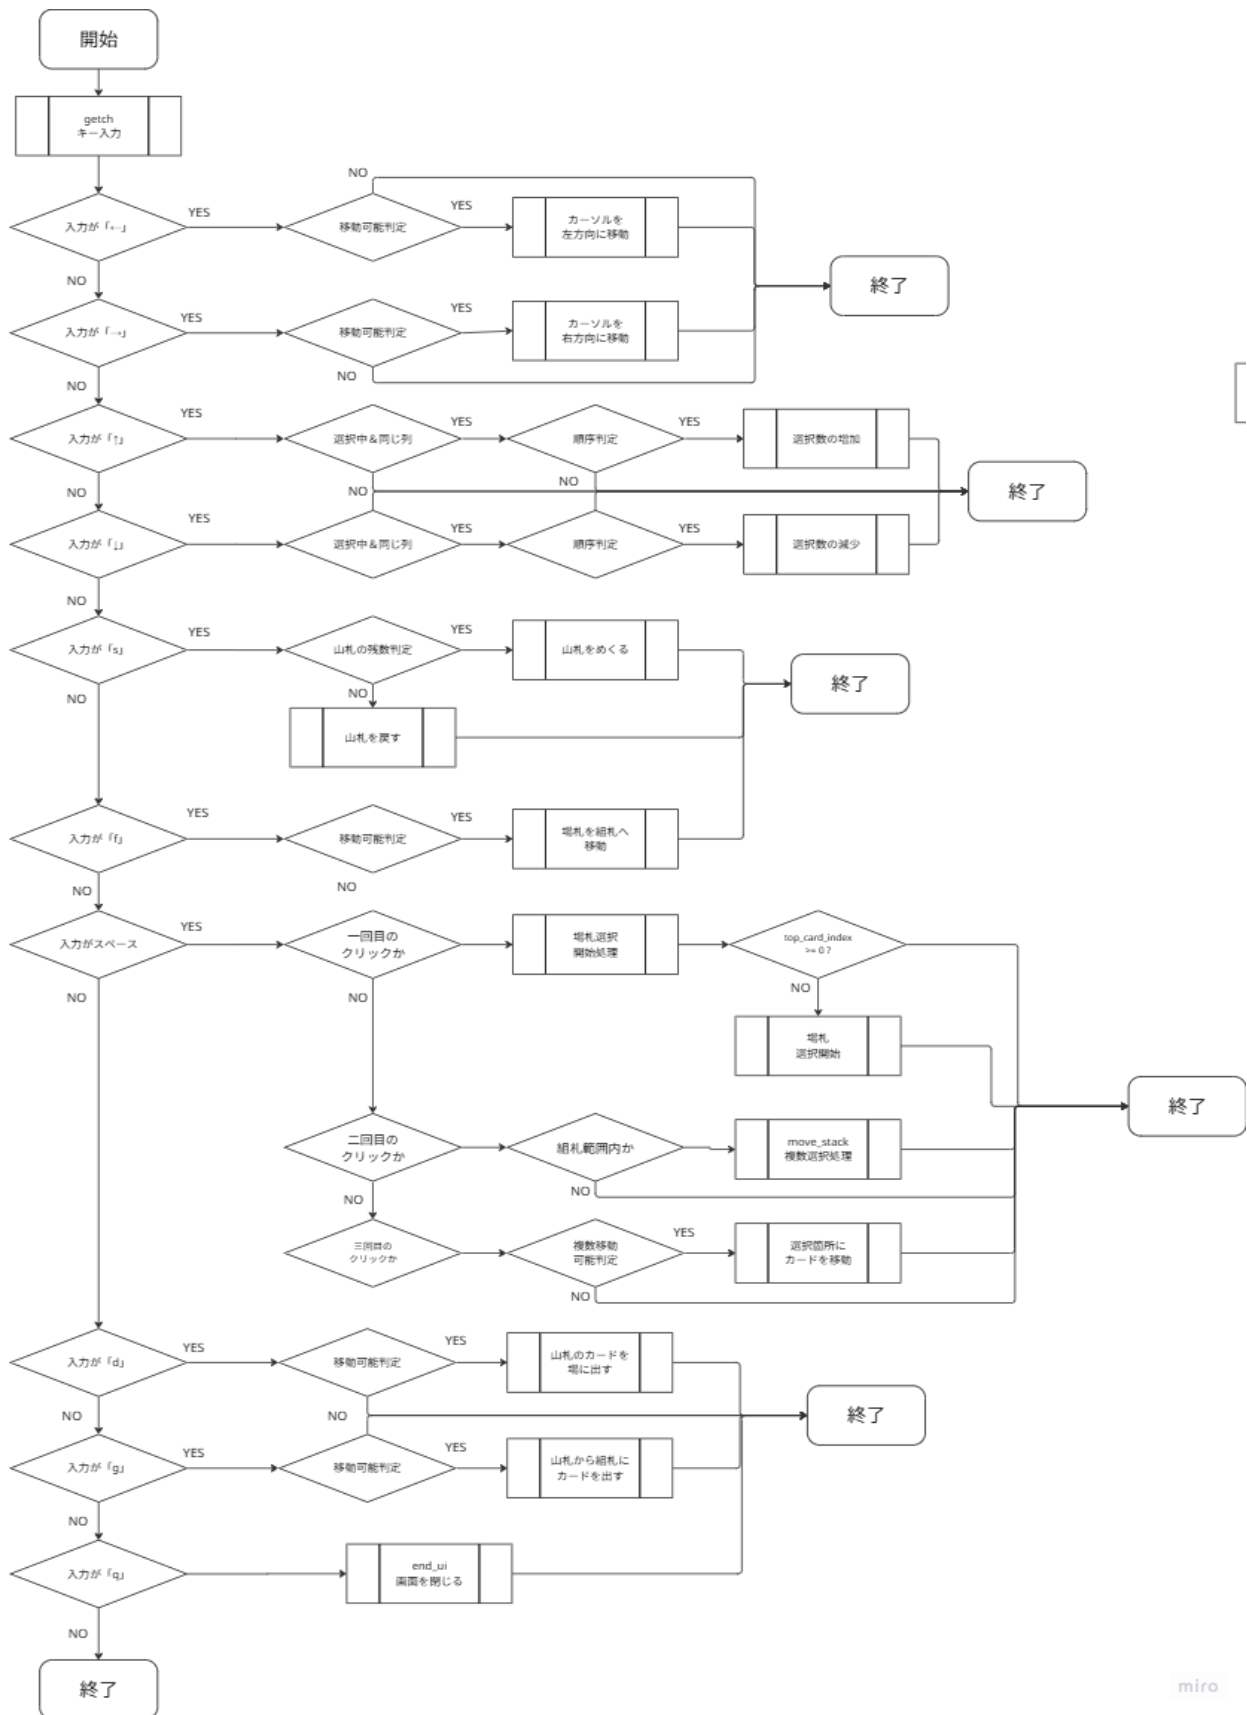 開始
getch
キー入力
NO
入力が「←」
YES
移動可能判定
YES
カーソルを
左方向に移動
NO
終了
入力が「→」
YES
移動可能判定
YES
カーソルを
右方向に移動
NO
NO
入力が「↑」
YES
選択中＆同じ列
YES
順序判定
YES
選択数の増加
NO
NO
NO
終了
入力が「↓」
YES
選択中＆同じ列
YES
順序判定
YES
選択数の減少
NO
入力が「s」
YES
山札の残数判定
YES
山札をめくる
終了
NO
NO
山札を戻す
入力が「f」
YES
移動可能判定
YES
場札を組札へ
移動
NO
NO
入力がスペース
YES
一回目の
クリックか
場札選択
開始処理
top_card_index
>= 0 ?
NO
NO
NO
場札
選択開始
終了
二回目の
クリックか
組札範囲内か
move_stack
複数選択処理
NO
NO
三回目の
クリックか
複数移動
可能判定
YES
選択箇所に
カードを移動
NO
入力が「d」
YES
移動可能判定
YES
山札のカードを
場に出す
NO
NO
終了
入力が「g」
YES
移動可能判定
YES
山札から組札に
カードを出す
NO
入力が「q」
end_ui
画面を閉じる
NO
終了
miro